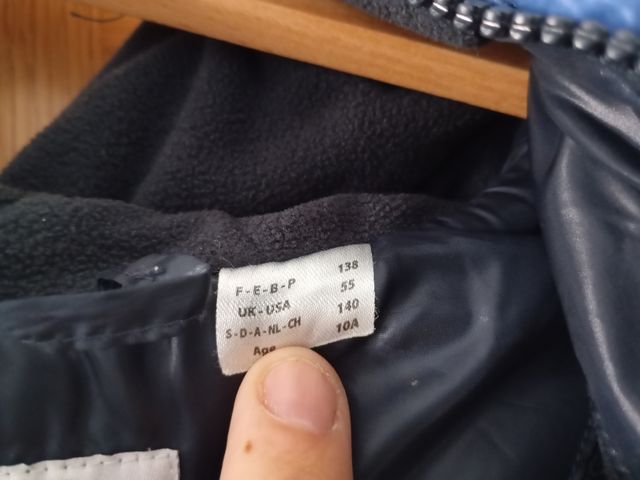 F-E-B-P 138
UK-USA 55
S-D-A-NL-CH 140
Age 10A